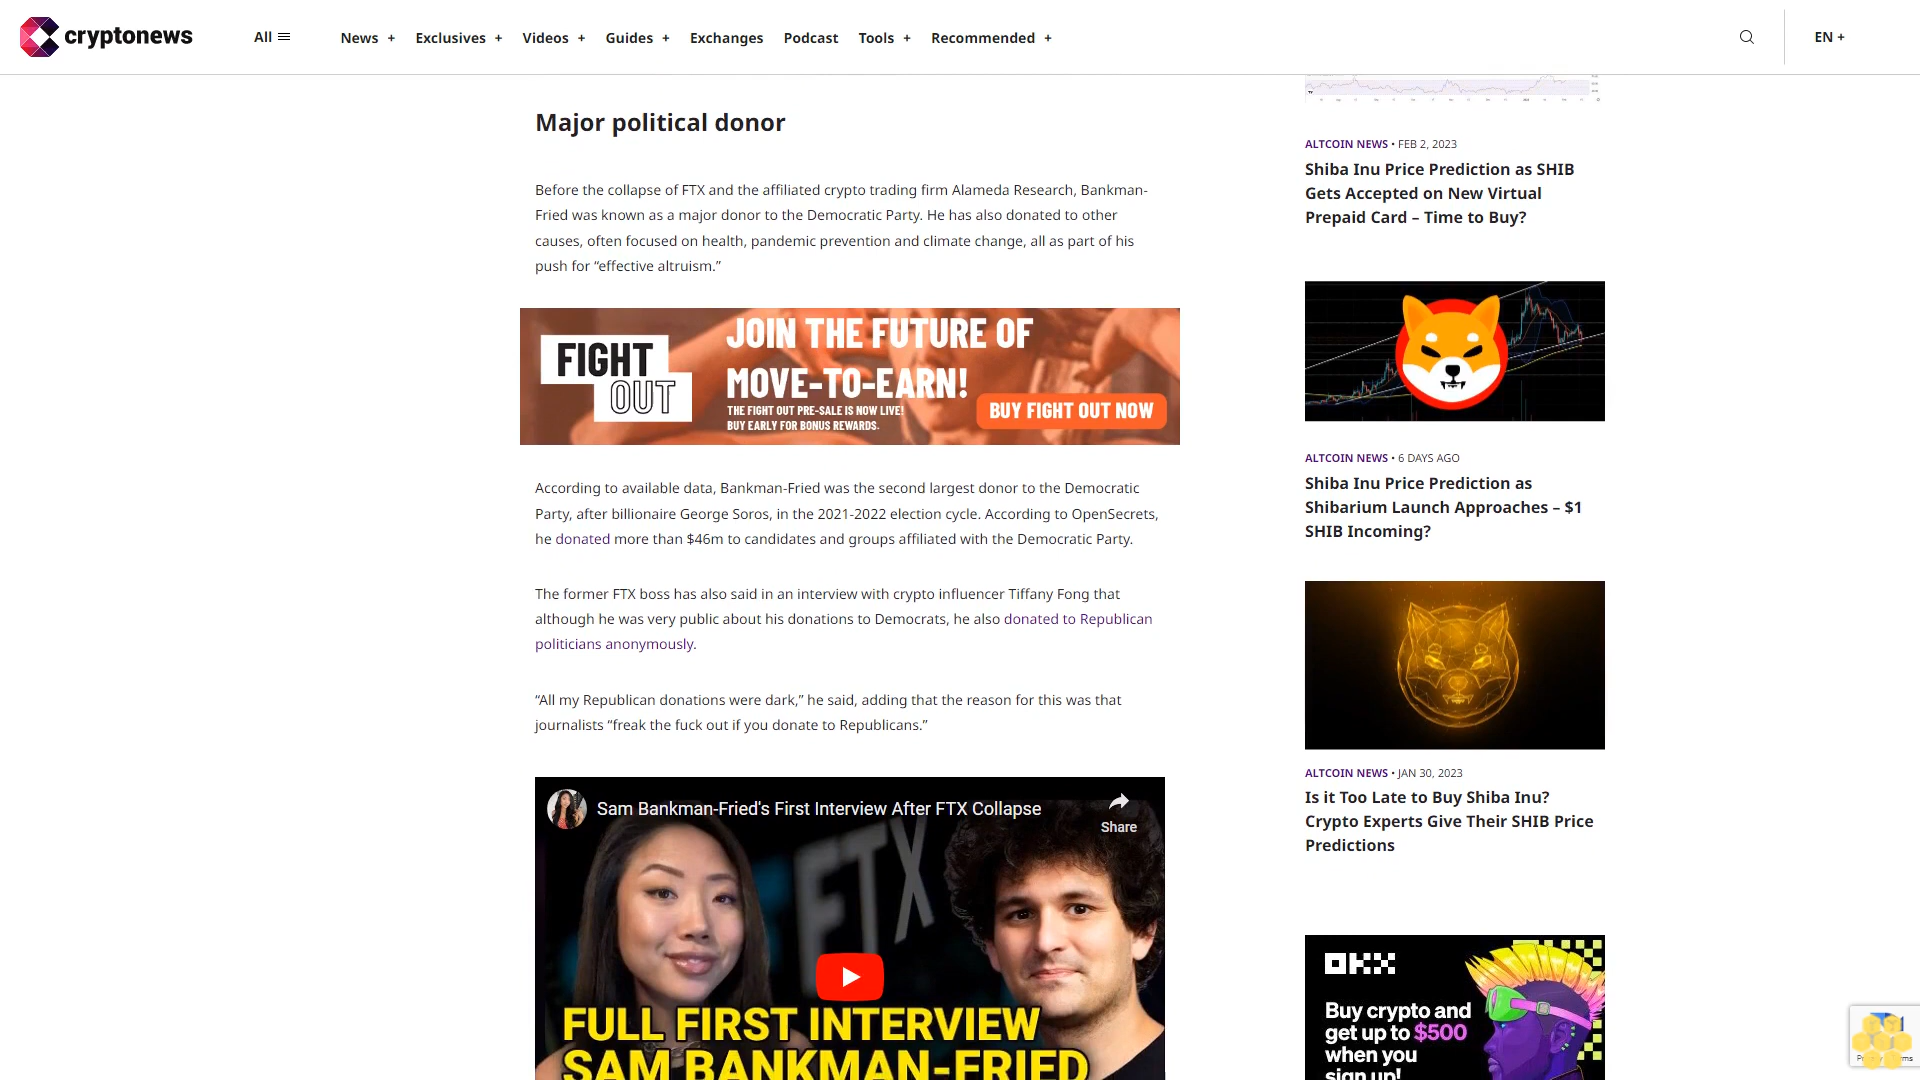 cryptonews
All
News +
Exclusives +
Videos +
Guides +
Exchanges
Podcast
Tools +
Recommended +
EN +
Major political donor
Before the collapse of FTX and the affiliated crypto trading firm Alameda Research, Bankman-
Fried was known as a major donor to the Democratic Party. He has also donated to other
causes, often focused on health, pandemic prevention and climate change, all as part of his
push for “effective altruism.”
FIGHT
OUT
JOIN THE FUTURE OF
MOVE-TO-EARN!
THE FIGHT OUT PRE-SALE IS NOW LIVE!
BUY EARLY FOR BONUS REWARDS.
BUY FIGHT OUT NOW
According to available data, Bankman-Fried was the second largest donor to the Democratic
Party, after billionaire George Soros, in the 2021-2022 election cycle. According to OpenSecrets,
he donated more than $46m to candidates and groups affiliated with the Democratic Party.
The former FTX boss has also said in an interview with crypto influencer Tiffany Fong that
although he was very public about his donations to Democrats, he also donated to Republican
politicians anonymously.
“All my Republican donations were dark,” he said, adding that the reason for this was that
journalists “freak the fuck out if you donate to Republicans.”
Sam Bankman-Fried's First Interview After FTX Collapse
Share
FTX
FULL FIRST INTERVIEW
SAM BANKMAN-FRIED
ALTCOIN NEWS • FEB 2, 2023
Shiba Inu Price Prediction as SHIB
Gets Accepted on New Virtual
Prepaid Card – Time to Buy?
ALTCOIN NEWS • 6 DAYS AGO
Shiba Inu Price Prediction as
Shibarium Launch Approaches – $1
SHIB Incoming?
ALTCOIN NEWS • JAN 30, 2023
Is it Too Late to Buy Shiba Inu?
Crypto Experts Give Their SHIB Price
Predictions
OKX
Buy crypto and
get up to $500
when you
sign up!